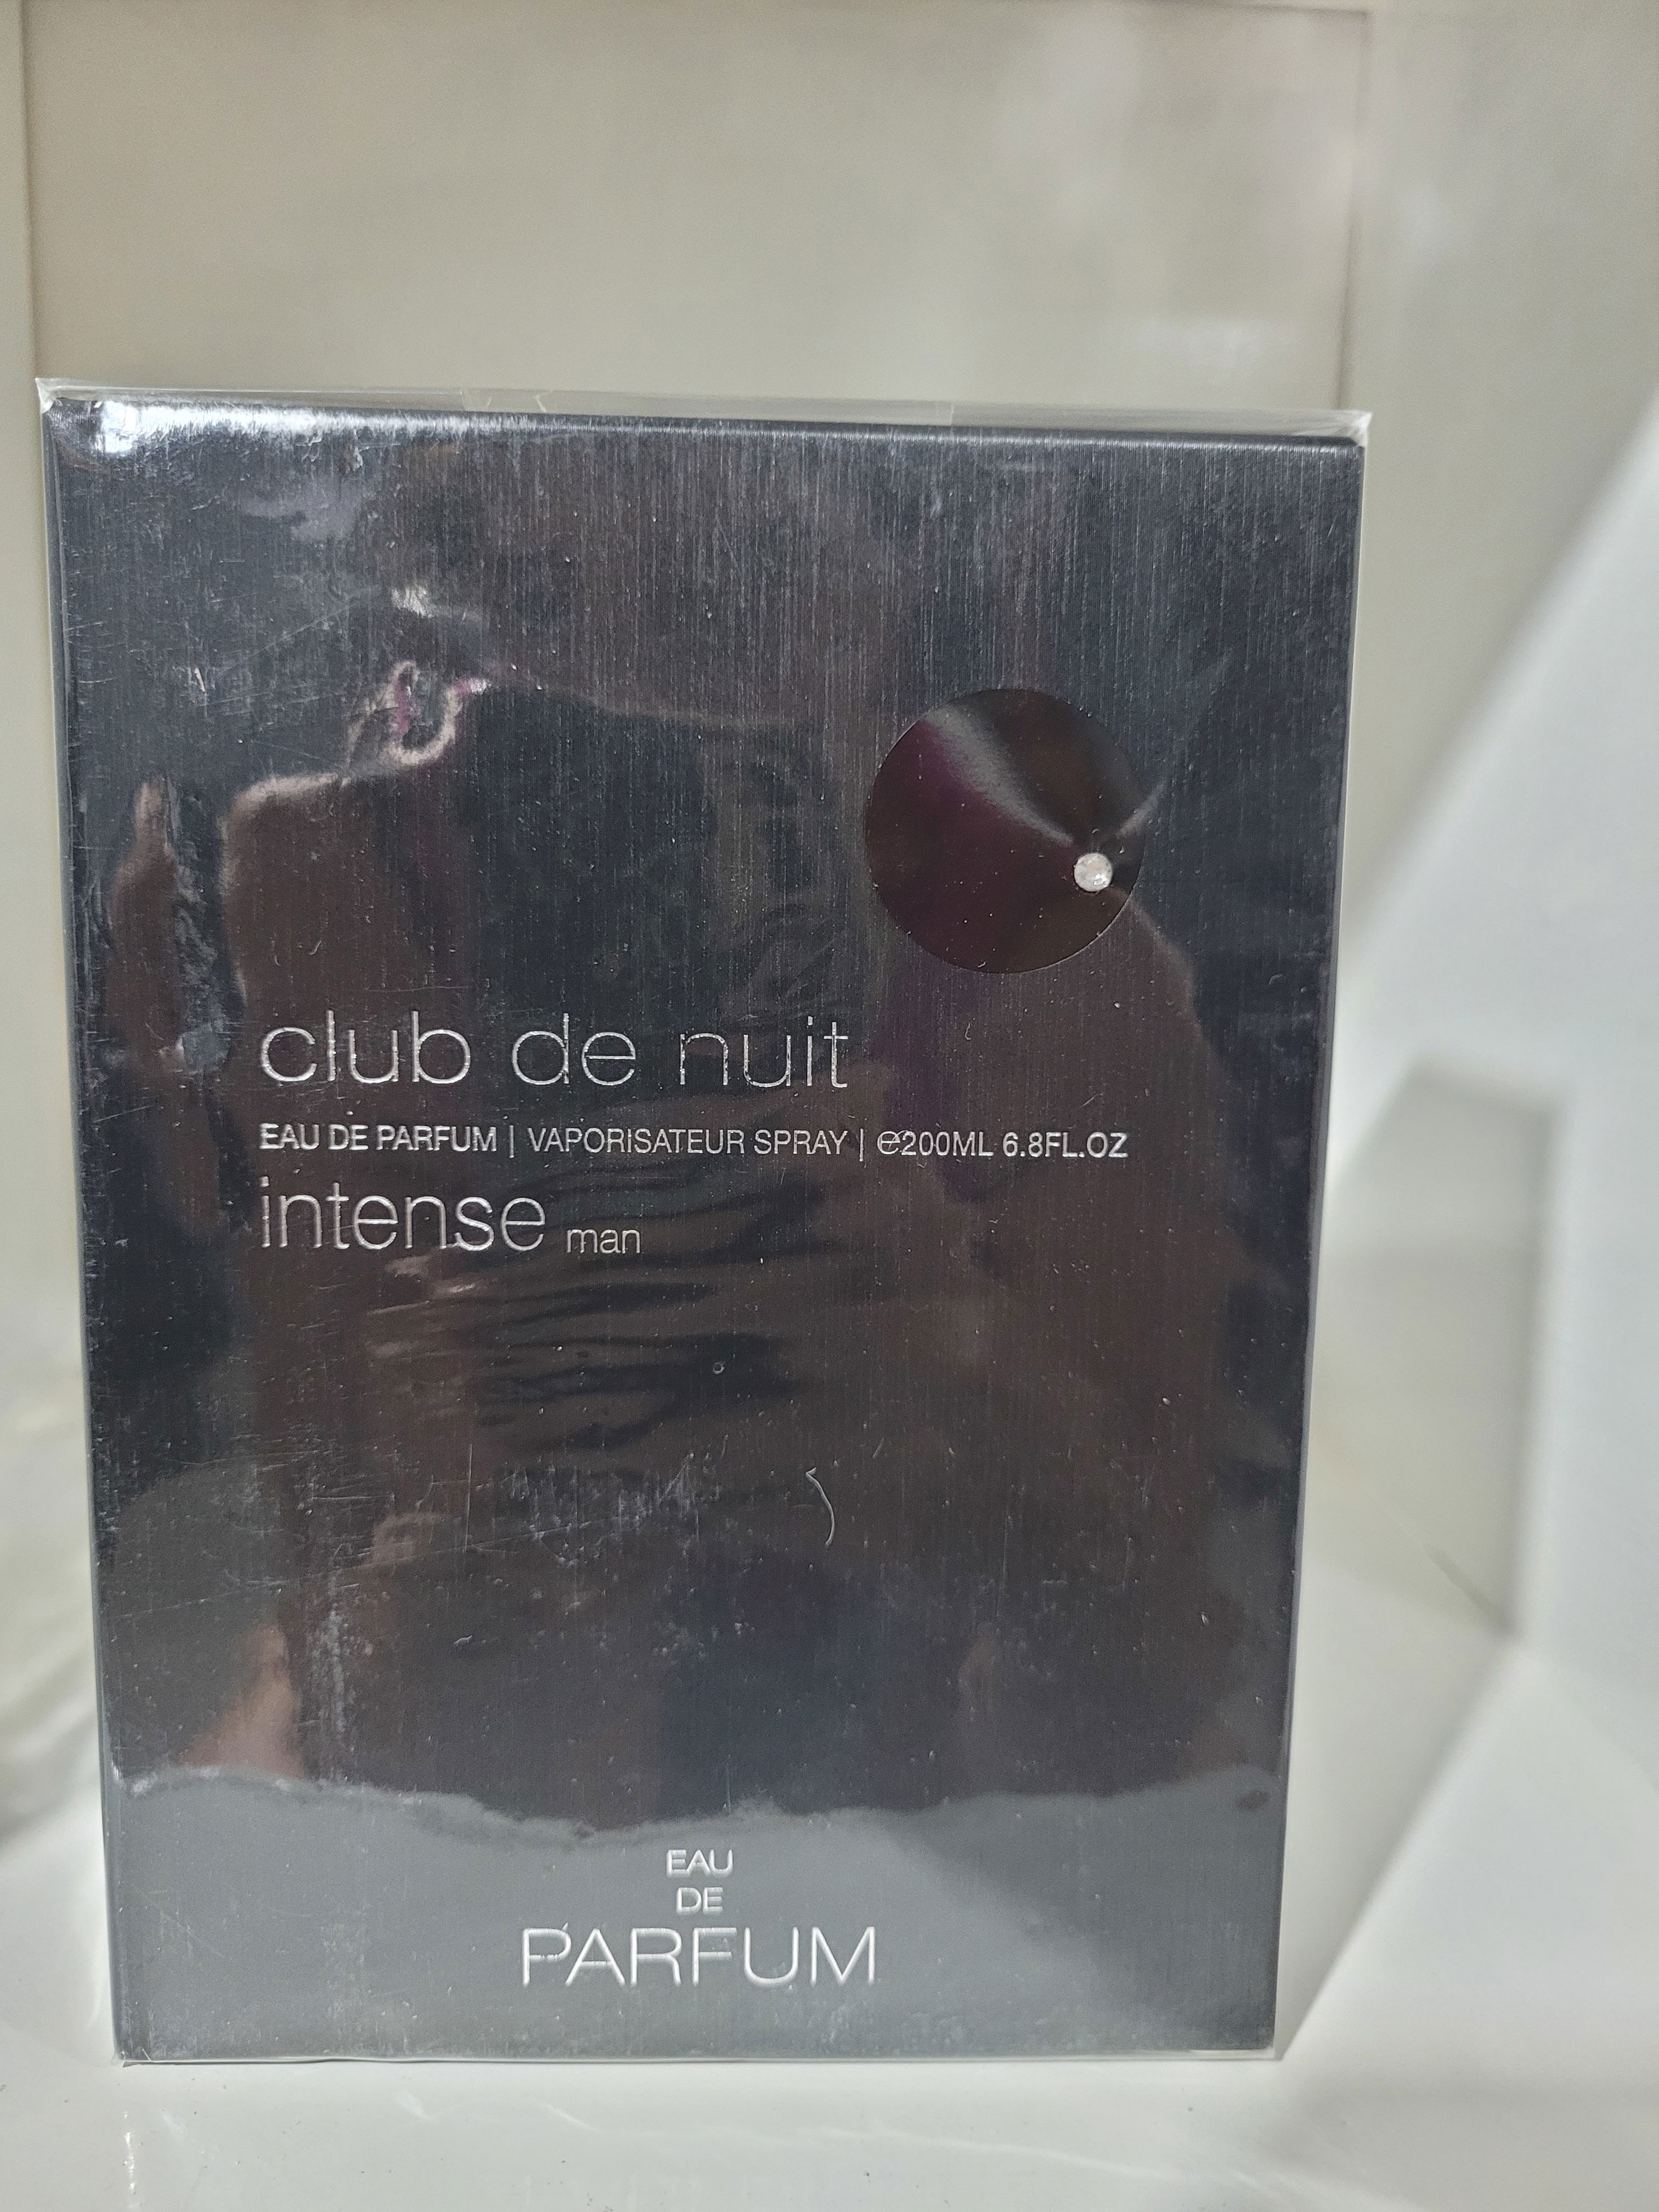 club de nuit
EAU DE PARFUM | VAPORISATEUR SPRAY | ℮200ML 6.8FL.OZ
intense man
EAU
DE
PARFUM